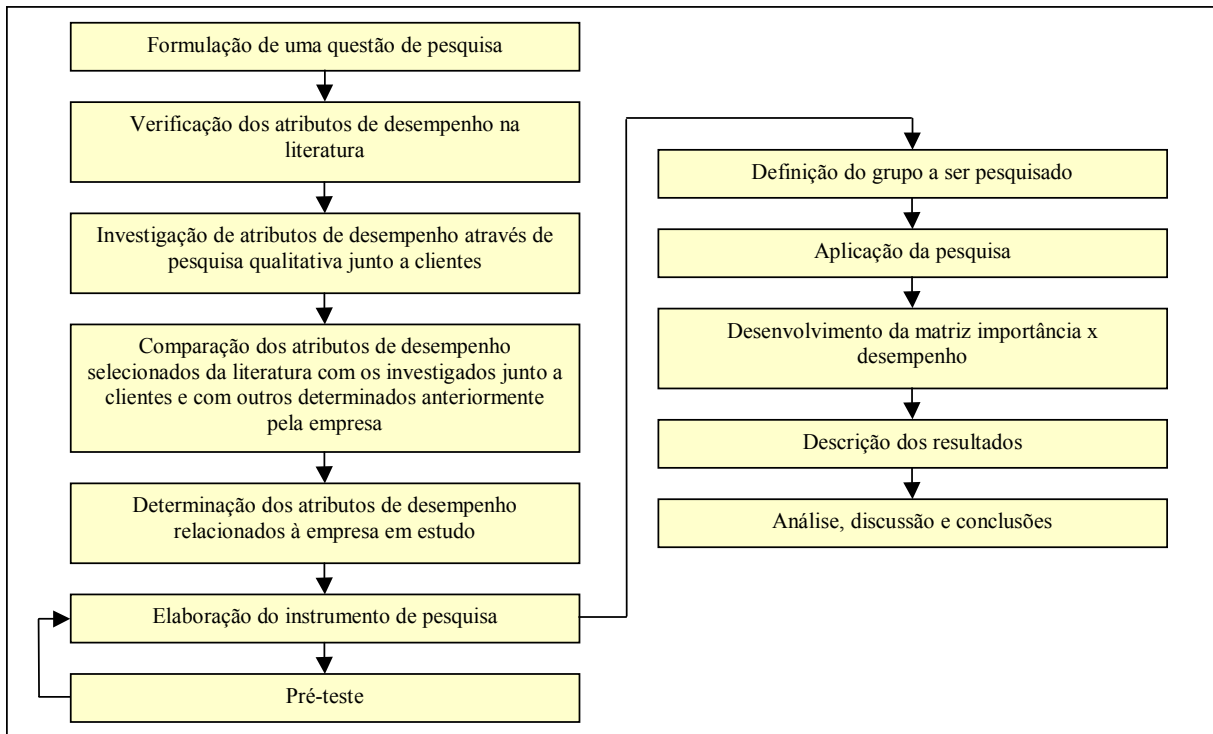 Formulação de uma questão de pesquisa
Verificação dos atributos de desempenho na
literatura
Investigação de atributos de desempenho através de
pesquisa qualitativa junto a clientes
Comparação dos atributos de desempenho
selecionados da literatura com os investigados junto a
clientes e com outros determinados anteriormente
pela empresa
Determinação dos atributos de desempenho
relacionados à empresa em estudo
Elaboração do instrumento de pesquisa
Pré-teste
Definição do grupo a ser pesquisado
Aplicação da pesquisa
Desenvolvimento da matriz importância x
desempenho
Descrição dos resultados
Análise, discussão e conclusões